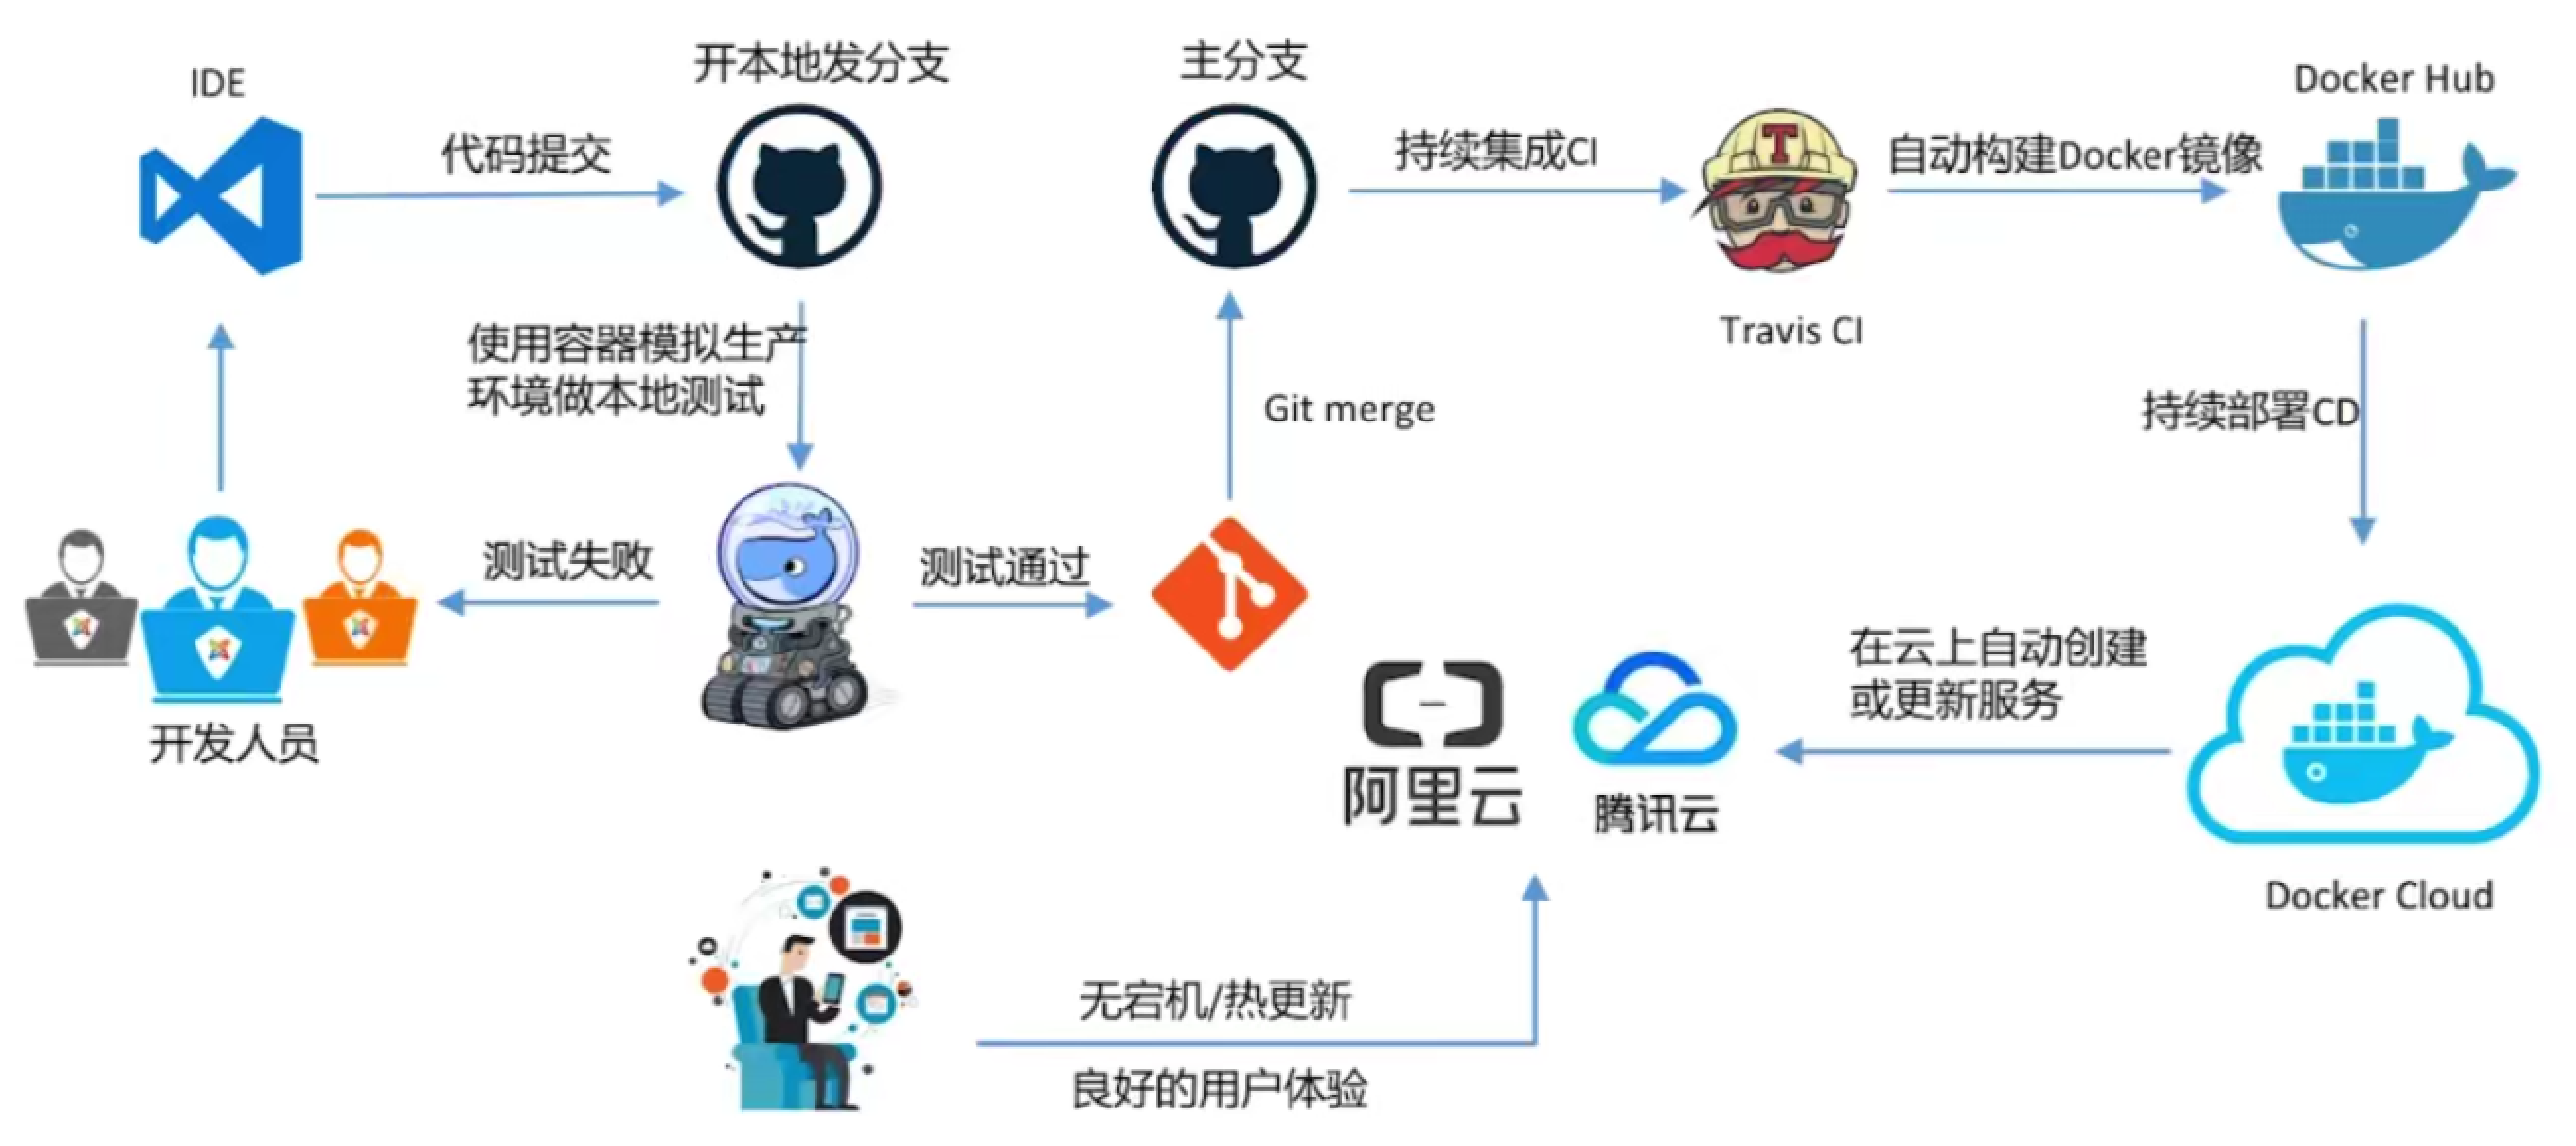 IDE
开本地发分支
主分支
Docker Hub
代码提交
持续集成CI
自动构建Docker镜像
T
Travis CI
使用容器模拟生产
环境做本地测试
Git merge
持续部署CD
测试失败
测试通过
开发人员
在云上自动创建
或更新服务
阿里云
腾讯云
Docker Cloud
无宕机/热更新
良好的用户体验